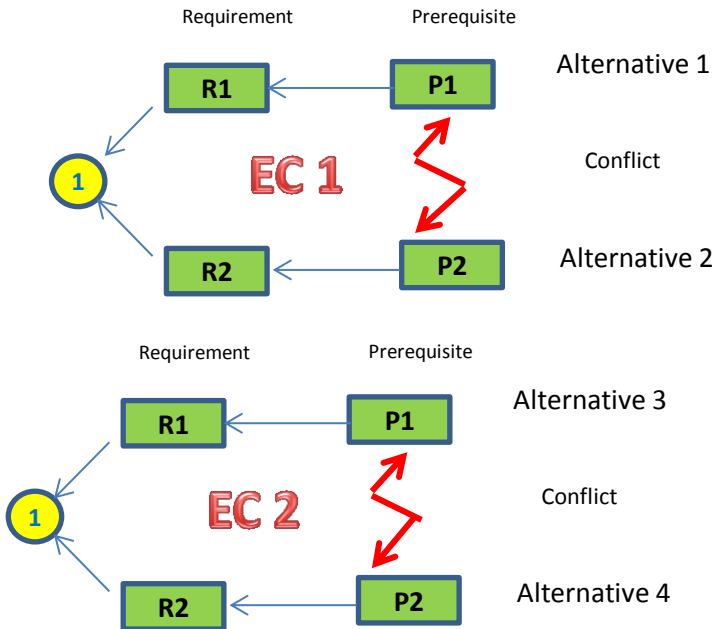 Requirement Prerequisite
Alternative 1
R1 P1
EC 1 Conflict
1
Alternative 2
R2 P2
Requirement Prerequisite
Alternative 3
R1 P1
EC 2 Conflict
1
Alternative 4
R2 P2